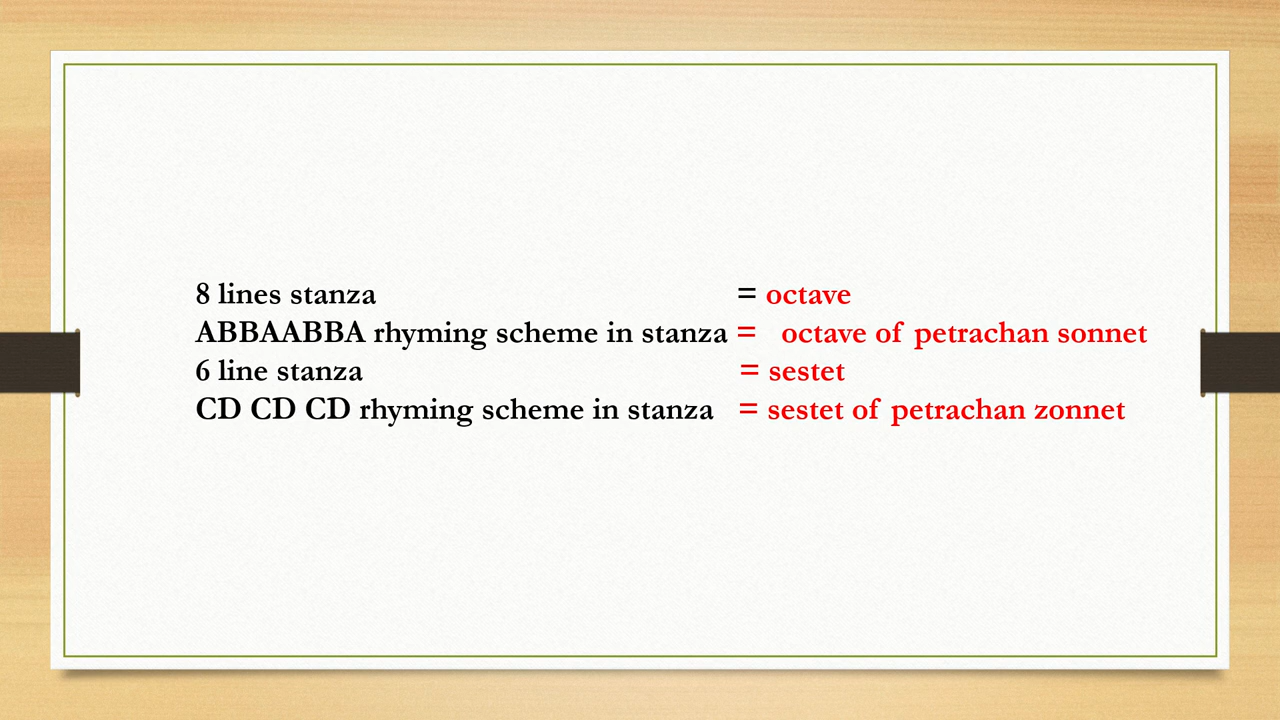 8 lines stanza = octave
ABBAABBA rhyming scheme in stanza = octave of petrachan sonnet
6 line stanza = sestet
CD CD CD rhyming scheme in stanza = sestet of petrachan zonnet